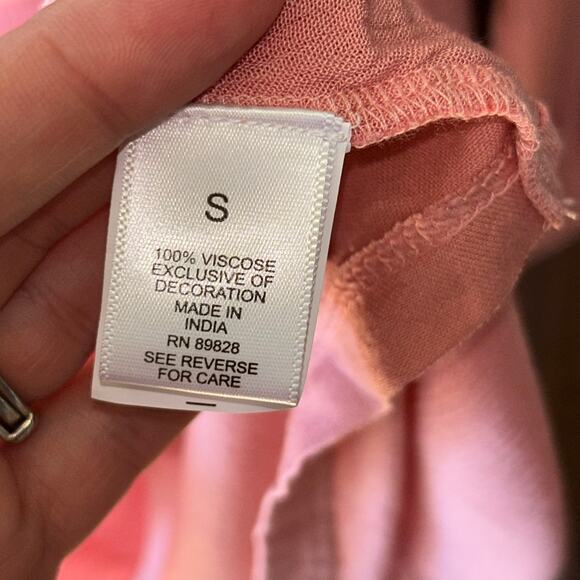 S
100% VISCOSE
EXCLUSIVE OF
DECORATION
MADE IN
INDIA
RN 89828
SEE REVERSE
FOR CARE